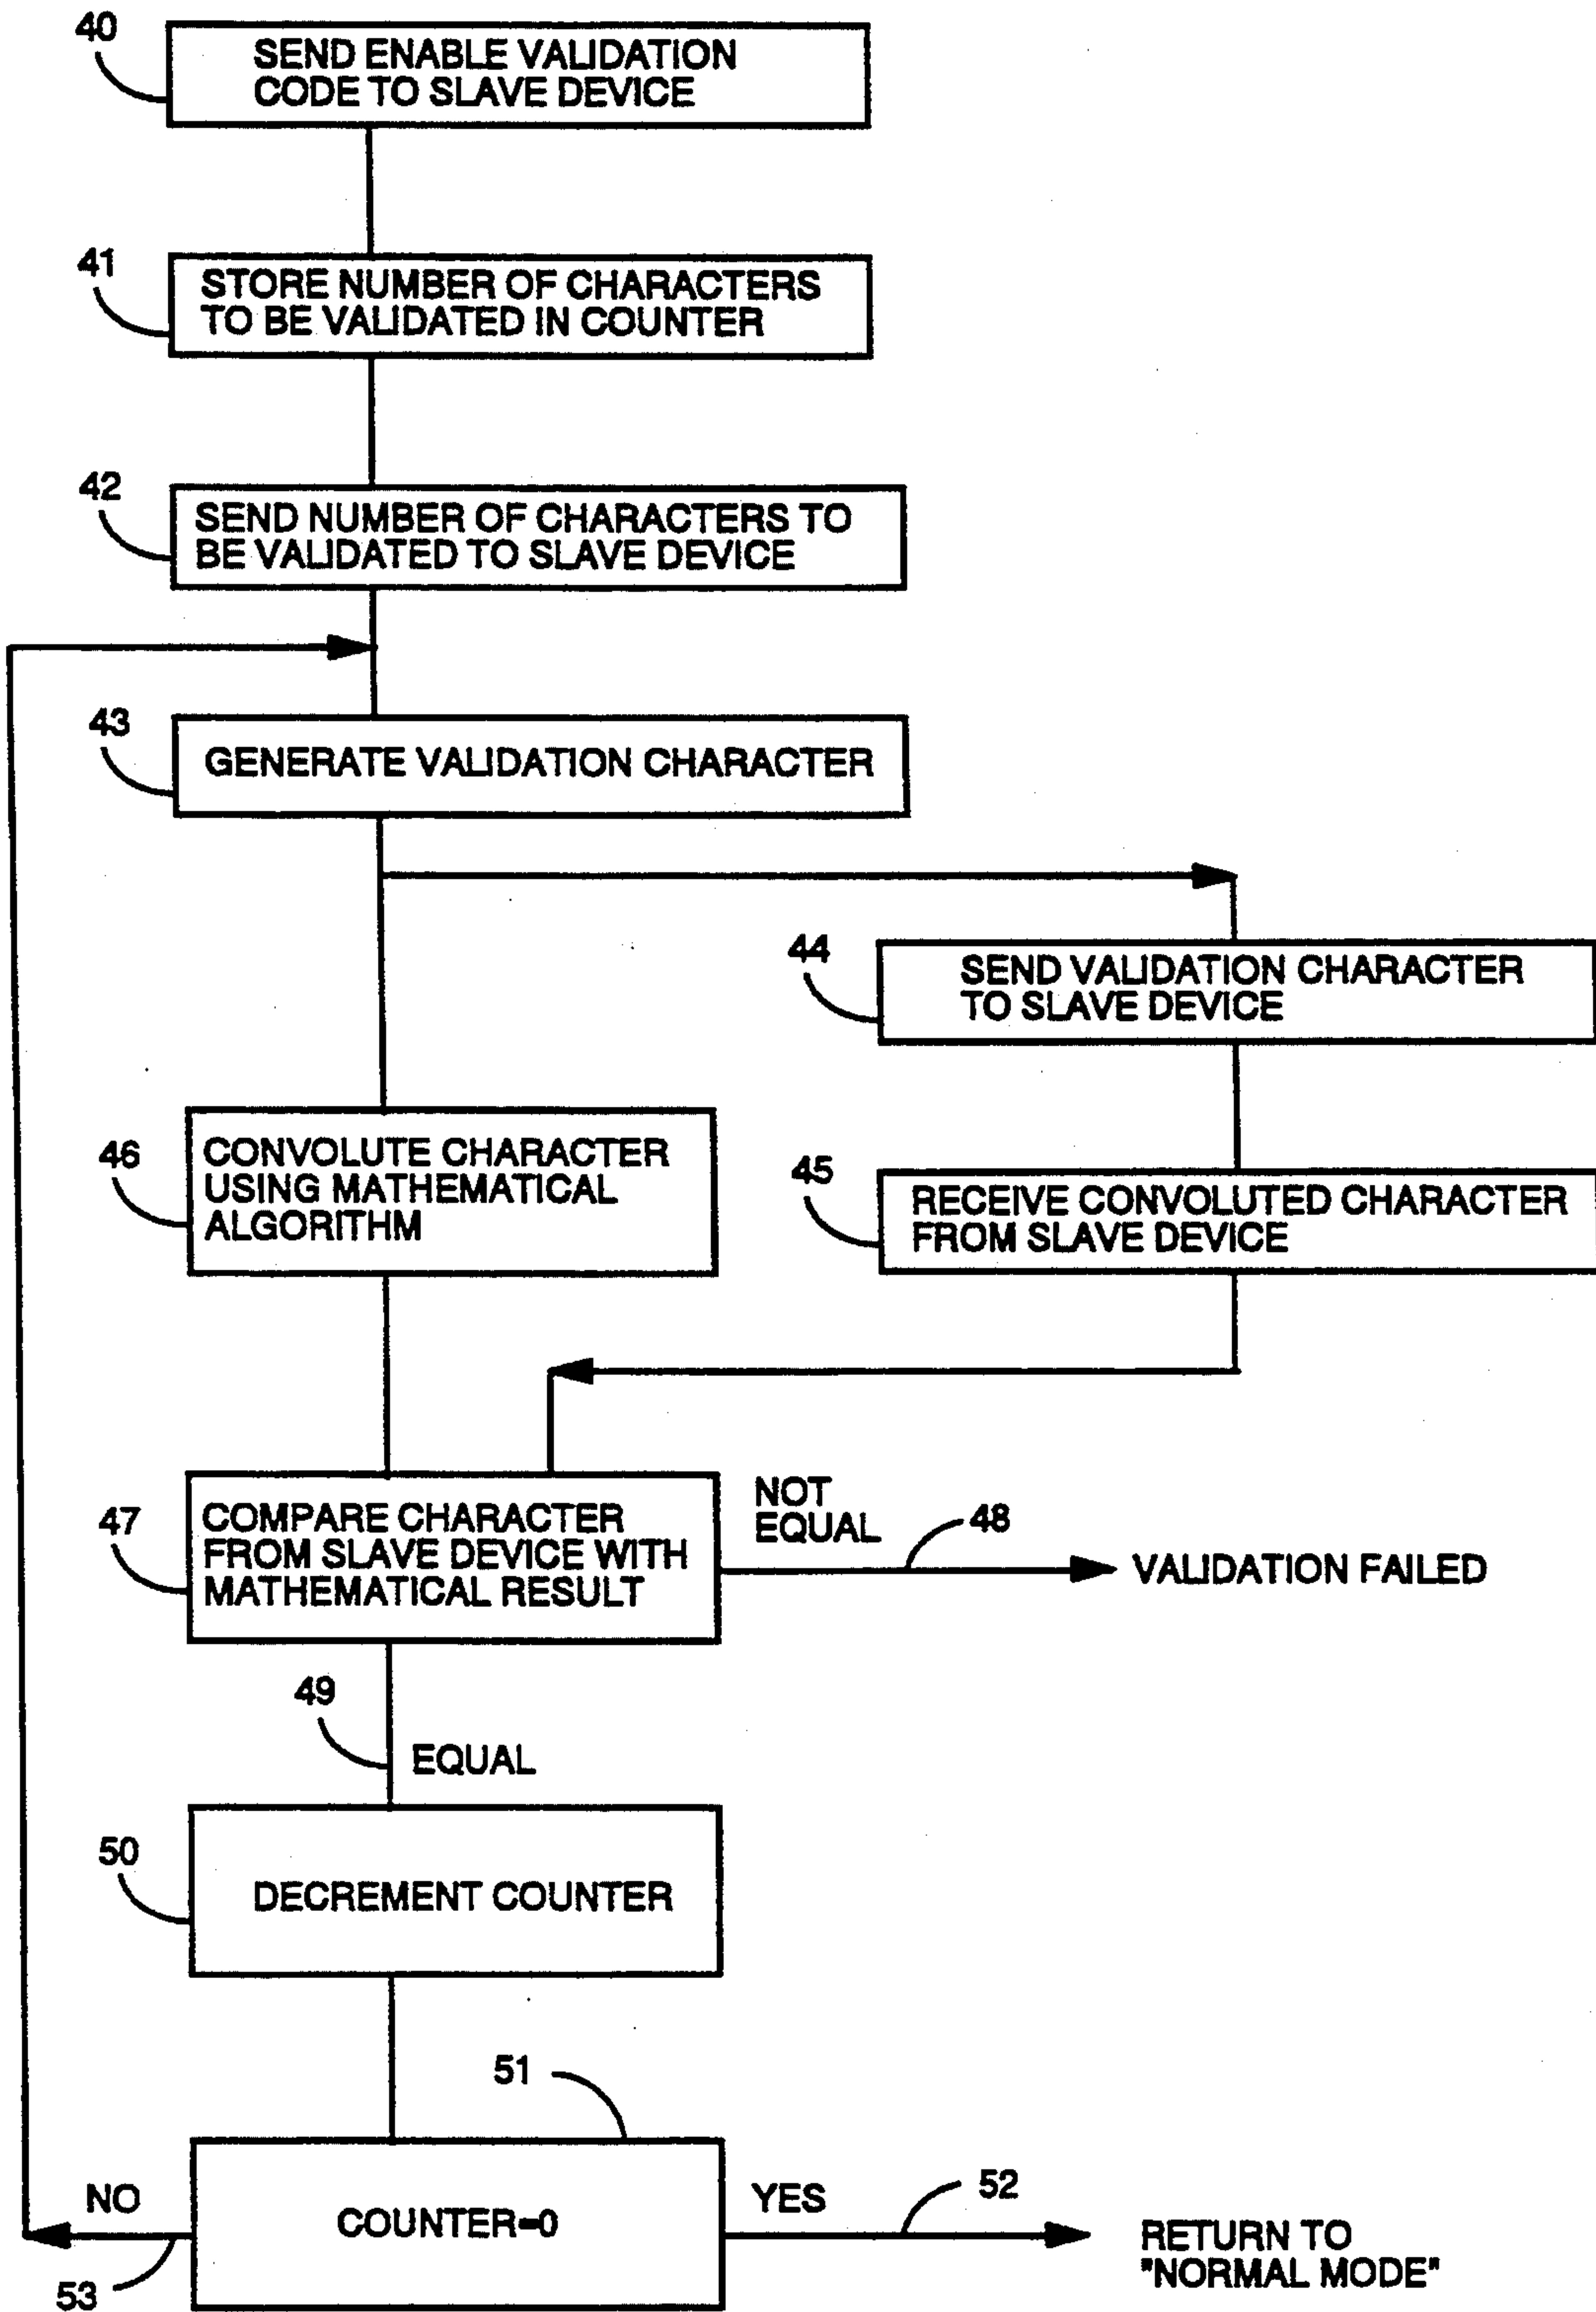 40
SEND ENABLE VALIDATION
CODE TO SLAVE DEVICE
41
STORE NUMBER OF CHARACTERS
TO BE VALIDATED IN COUNTER
42
SEND NUMBER OF CHARACTERS TO
BE VALIDATED TO SLAVE DEVICE
43
GENERATE VALIDATION CHARACTER
44
SEND VALIDATION CHARACTER
TO SLAVE DEVICE
46
CONVOLUTE CHARACTER
USING MATHEMATICAL
ALGORITHM
45
RECEIVE CONVOLUTED CHARACTER
FROM SLAVE DEVICE
47
COMPARE CHARACTER
FROM SLAVE DEVICE WITH
MATHEMATICAL RESULT
NOT
EQUAL
48
VALIDATION FAILED
49
EQUAL
50
DECREMENT COUNTER
51
COUNTER=0
NO
53
YES
52
RETURN TO
"NORMAL MODE"